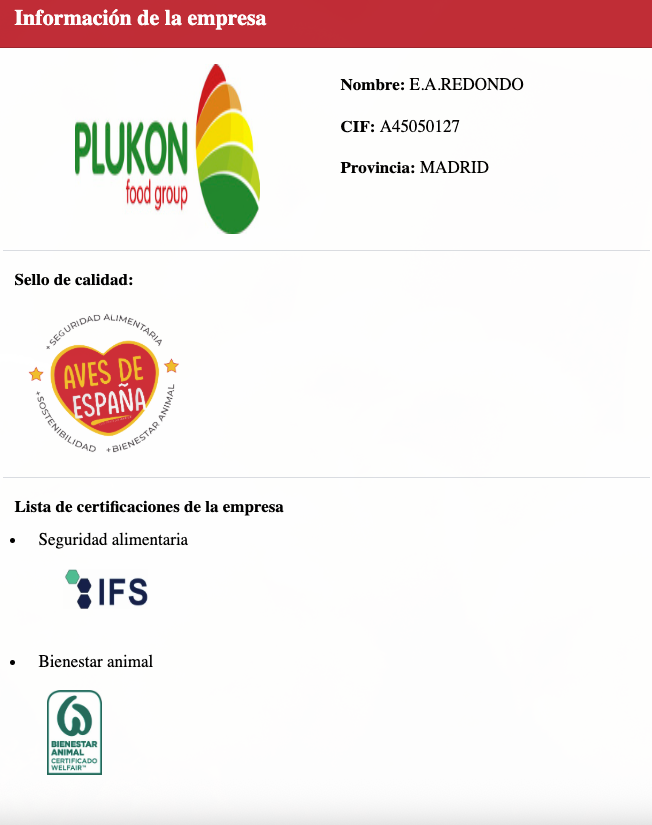 Información de la empresa
PLUKON
food group
Nombre: E.A.REDONDO
CIF: A45050127
Provincia: MADRID
Sello de calidad:
+SEGURIDAD ALIMENTARIA
AVES DE
ESPAÑA
+SOSTENIBILIDAD
+BIENESTAR ANIMAL
Lista de certificaciones de la empresa
• Seguridad alimentaria
IFS
• Bienestar animal
BIENESTAR
ANIMAL
CERTIFICADO
WELFAIR™